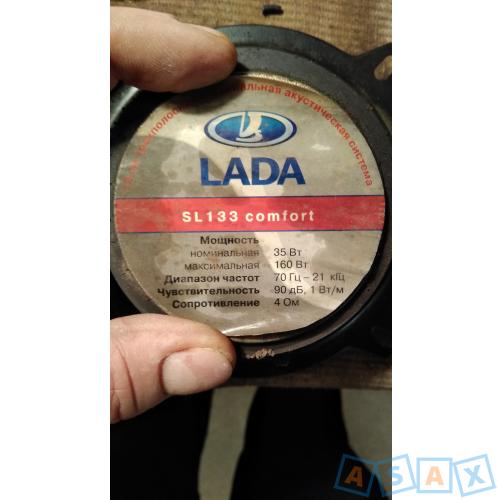 акустическая система
LADA
SL133 comfort
Мощность
номинальная 35 Вт
максимальная 160 Вт
Диапазон частот 70 Гц – 21 кГц
Чувствительность 90 дБ, 1 Вт/м
Сопротивление 4 Ом
ASAX